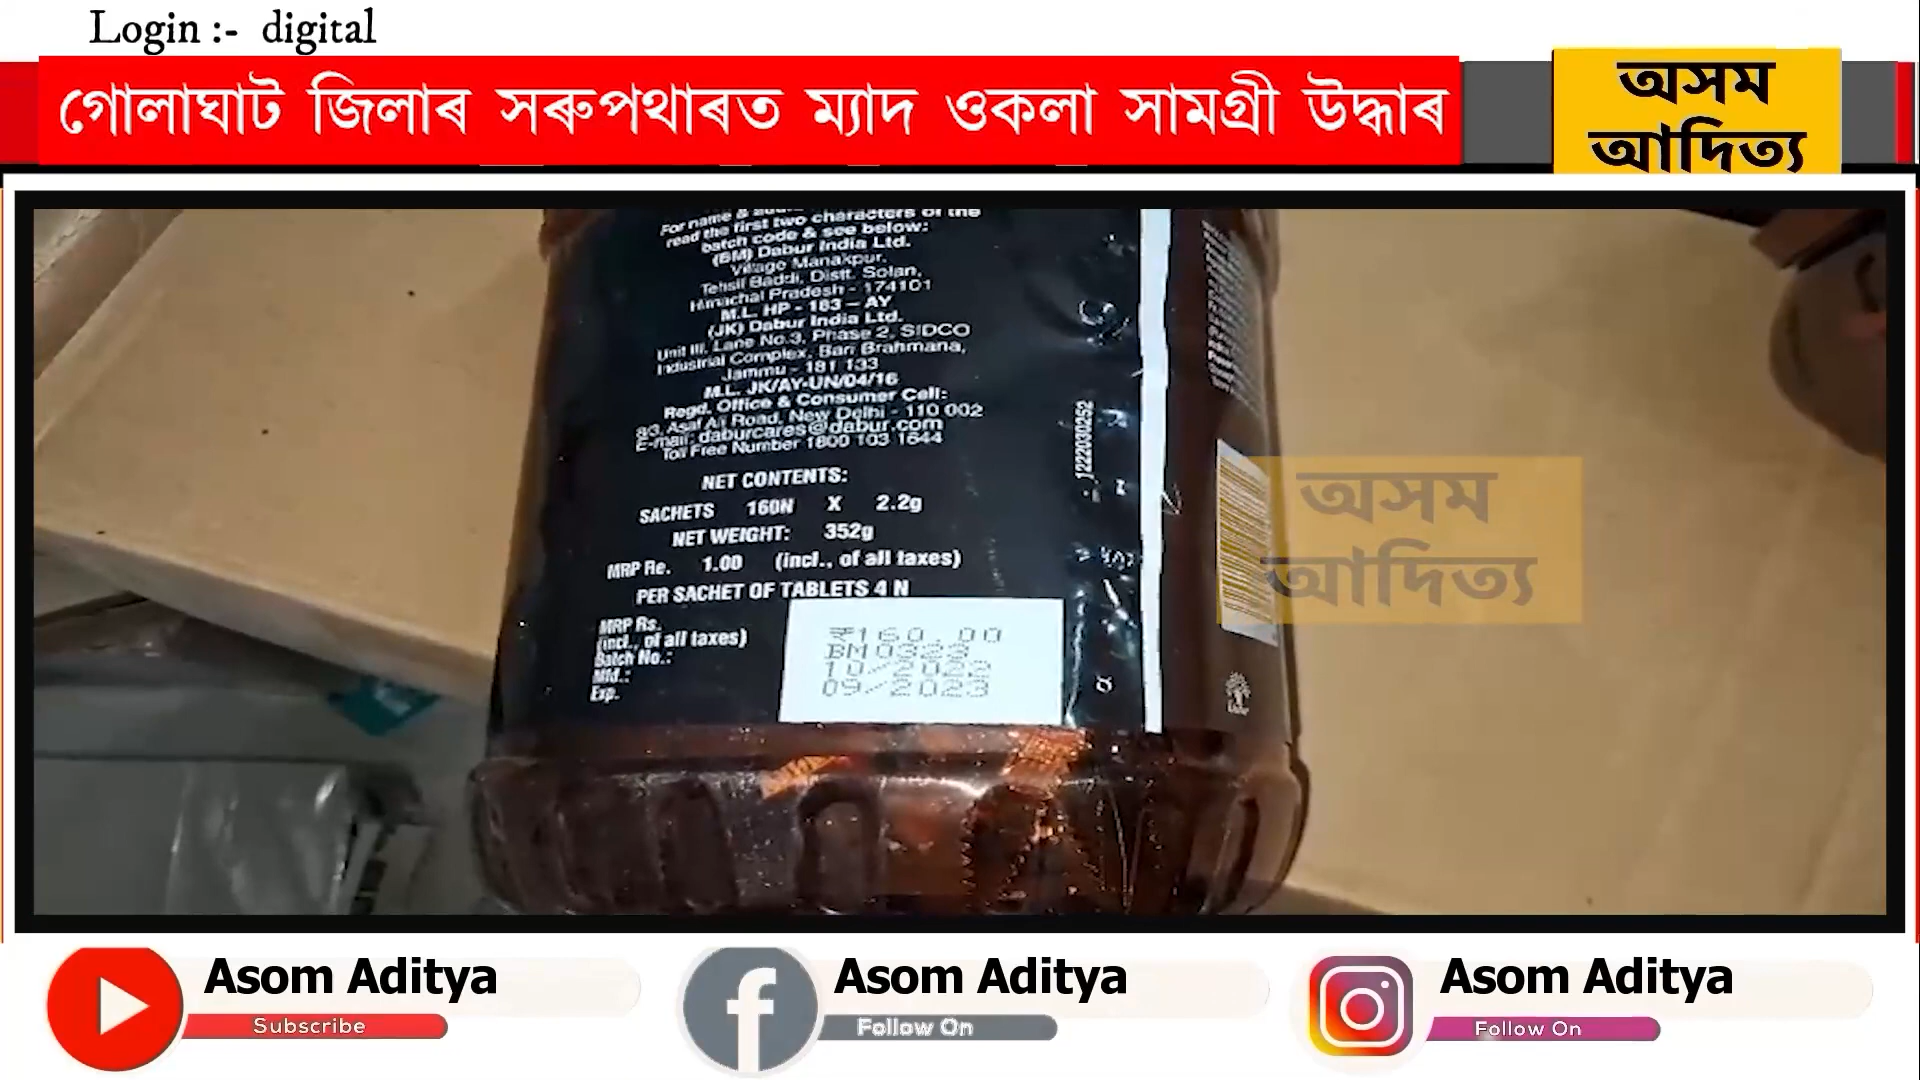 Login :- digital
গোলাঘাট জিলাৰ সৰুপথাৰত ম্যাদ ওকলা সামগ্ৰী উদ্ধাৰ
অসম
আদিত্য
For name &
read the first two characters of the
batch code & see below:
(BM) Dabur India Ltd.
Village Manakpur,
Tehsil Baddi, Distt. Solan,
Himachal Pradesh - 174101
M.L. HP - 183 - AY
(JK) Dabur India Ltd.
Unit III, Lane No.3, Phase 2, SIDCO
Industrial Complex, Bari Brahmana,
Jammu - 181 133
M.L. JK/AY-UN/04/16
Regd. Office & Consumer Cell:
8/3, Asaf Ali Road, New Delhi - 110 002
E-mail: daburcares@dabur.com
Toll Free Number 1800 103 1644
NET CONTENTS:
SACHETS 160N X 2.2g
NET WEIGHT: 352g
MRP Re. 1.00 (incl., of all taxes)
PER SACHET OF TABLETS 4 N
MRP Rs.
(incl., of all taxes)
Batch No.:
Mfd.:
Exp.
₹160.00
BM0323
10/2022
09/2023
1222030252
অসম
আদিত্য
Asom Aditya
Subscribe
Asom Aditya
Follow On
Asom Aditya
Follow On